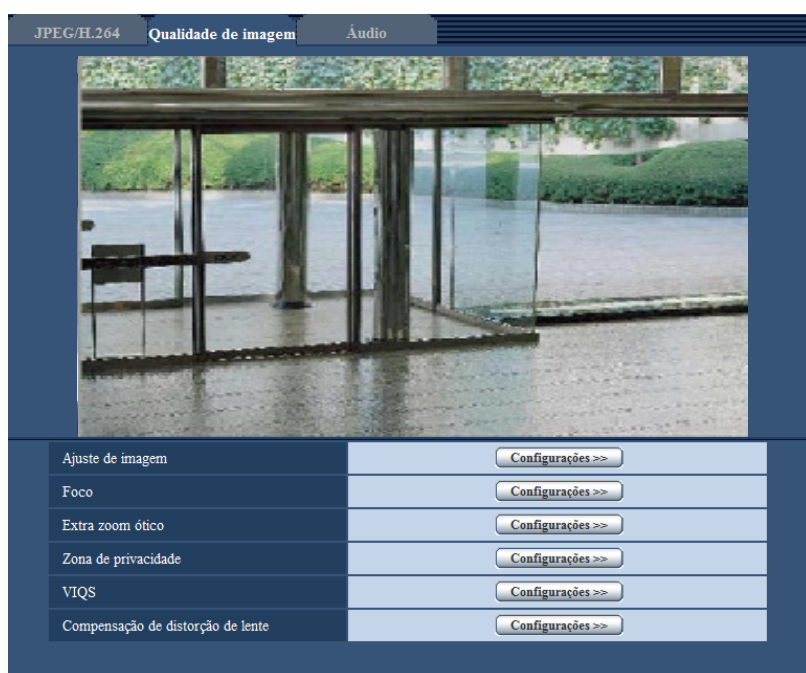 JPEG/H.264 Qualidade de imagem Áudio
Ajuste de imagem Configurações >>
Foco Configurações >>
Extra zoom ótico Configurações >>
Zona de privacidade Configurações >>
VIQS Configurações >>
Compensação de distorção de lente Configurações >>